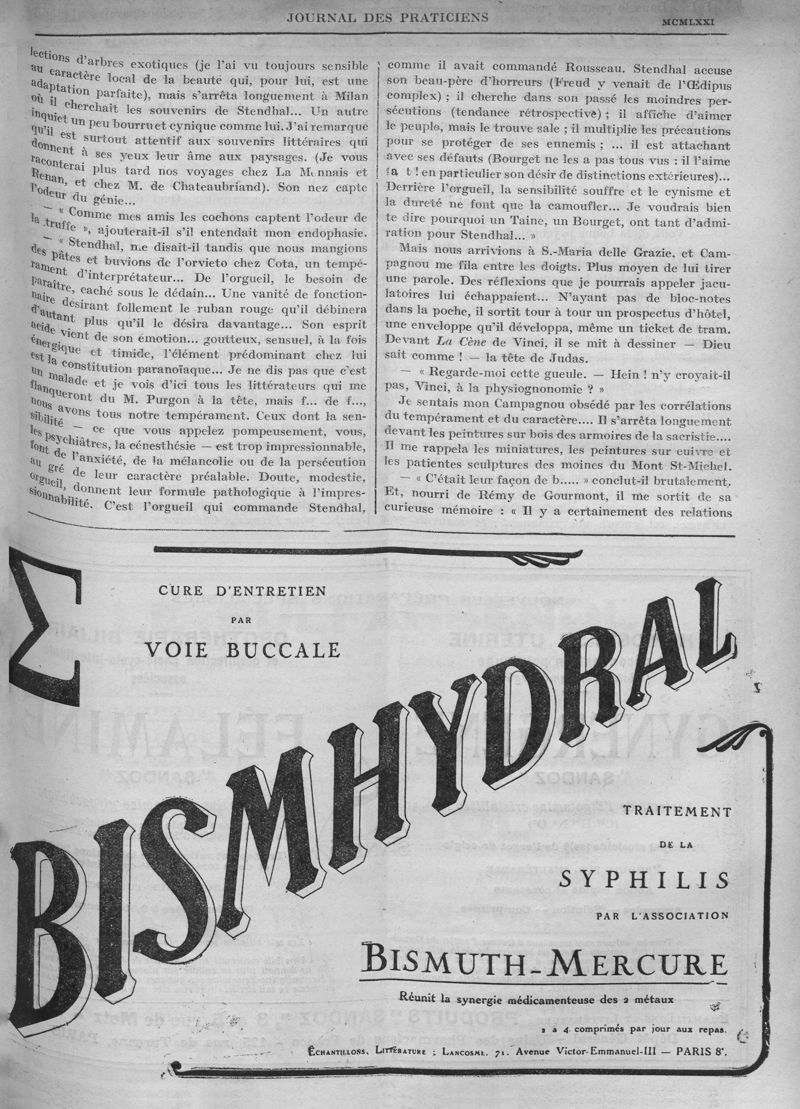 JOURNAL DES PRATICIENS
MCMLXXI
lections d'arbres exotiques (je l'ai vu toujours sensible
au caractère local de la beauté qui, pour lui, est une
adaptation parfaite), mais s'arrêta longuement à Milan
où il cherchait les souvenirs de Stendhal... Un autre
inquiet un peu bourru et cynique comme lui. J'ai remarqué
qu'il est surtout attentif aux souvenirs littéraires qui
donnent à ses yeux leur âme aux paysages. (Je vous
raconterai plus tard nos voyages chez La Mennais et
Renan, et chez M. de Chateaubriand). Son nez capte
l'odeur du génie...
— « Comme mes amis les cochons captent l'odeur de
la truffe », ajouterait-il s'il entendait mon endophasie.
— « Stendhal, me disait-il tandis que nous mangions
des pâtes et buvions de l'orvieto chez Cota, un tempé-
rament d'interprétateur... De l'orgueil, le besoin de
paraître, caché sous le dédain... Une vanité de fonction-
naire désirant follement le ruban rouge qu'il débinera
d'autant plus qu'il le désira davantage... Son esprit
acide vient de son émotion... goutteux, sensuel, à la fois
énergique et timide, l'élément prédominant chez lui
est la constitution paranoïaque... Je ne dis pas que c'est
un malade et je vois d'ici tous les littérateurs qui me
flanqueront du M. Purgon à la tête, mais f... de f...,
nous avons tous notre tempérament. Ceux dont la sen-
sibilité — ce que vous appelez pompeusement, vous,
les psychiâtres, la cénesthésie — est trop impressionnable,
font de l'anxiété, de la mélancolie ou de la persécution
au gré de leur caractère préalable. Doute, modestie,
orgueil, donnent leur formule pathologique à l'impres-
sionnabilité. C'est l'orgueil qui commande Stendhal,
comme il avait commandé Rousseau. Stendhal accuse
son beau-père d'horreurs (Freud y venait de l'Œdipus
complex) ; il cherche dans son passé les moindres per-
sécutions (tendance rétrospective) ; il affiche d'aimer
le peuple, mais le trouve sale ; il multiplie les précautions
pour se protéger de ses ennemis ; ... il est attachant
avec ses défauts (Bourget ne les a pas tous vus : il l'aime
! en particulier son désir de distinctions extérieures)...
Derrière l'orgueil, la sensibilité souffre et le cynisme et
la dureté ne font que la camoufler... Je voudrais bien
te dire pourquoi un Taine, un Bourget, ont tant d'admi-
ration pour Stendhal... »
Mais nous arrivions à S.-Maria delle Grazie, et Cam-
pagnou me fila entre les doigts. Plus moyen de lui tirer
une parole. Des réflexions que je pourrais appeler jacu-
latoires lui échappaient... N'ayant pas de bloc-notes
dans la poche, il sortit tour à tour un prospectus d'hôtel,
une enveloppe qu'il développa, même un ticket de tram.
Devant La Cène de Vinci, il se mit à dessiner — Dieu
sait comme ! — la tête de Judas.
— « Regarde-moi cette gueule. — Hein ! n'y croyait-il
pas, Vinci, à la physiognonomie ? »
Je sentais mon Campagnou obsédé par les corrélations
du tempérament et du caractère.... Il s'arrêta longuement
devant les peintures sur bois des armoires de la sacristie....
Il me rappela les miniatures, les peintures sur cuivre et
les patientes sculptures des moines du Mont St-Michel.
— « C'était leur façon de b..... » conclut-il brutalement.
Et, nourri de Rémy de Gourmont, il me sortit de sa
curieuse mémoire : « Il y a certainement des relations
Σ
CURE D'ENTRETIEN
PAR
VOIE BUCCALE
BISMHYDRAL
TRAITEMENT
DE LA
SYPHILIS
PAR L'ASSOCIATION
BISMUTH-MERCURE
Réunit la synergie médicamenteuse des 2 métaux
2 a 4 comprimés par jour aux repas.
ÉCHANTILLONS, LITTÉRATURE ; LANCOSME, 71, Avenue Victor-Emmanuel-III — PARIS 8e.